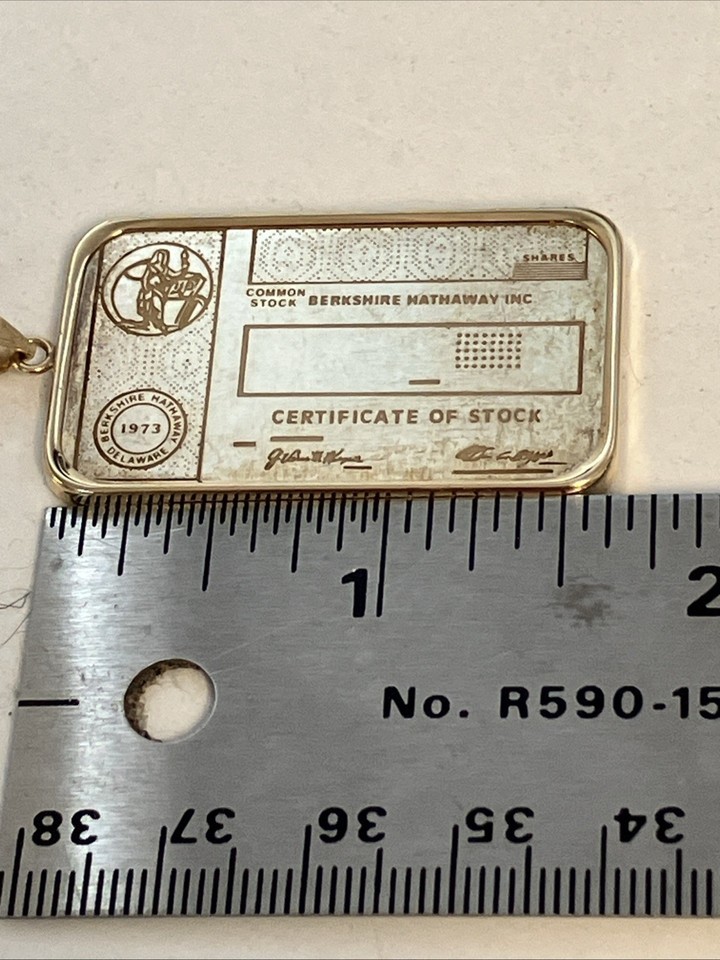 SHARES
COMMON
STOCK BERKSHIRE HATHAWAY INC
CERTIFICATE OF STOCK
BERKSHIRE HATHAWAY
1973
DELAWARE
1
2
No. R590-15
38 37 36 35 34